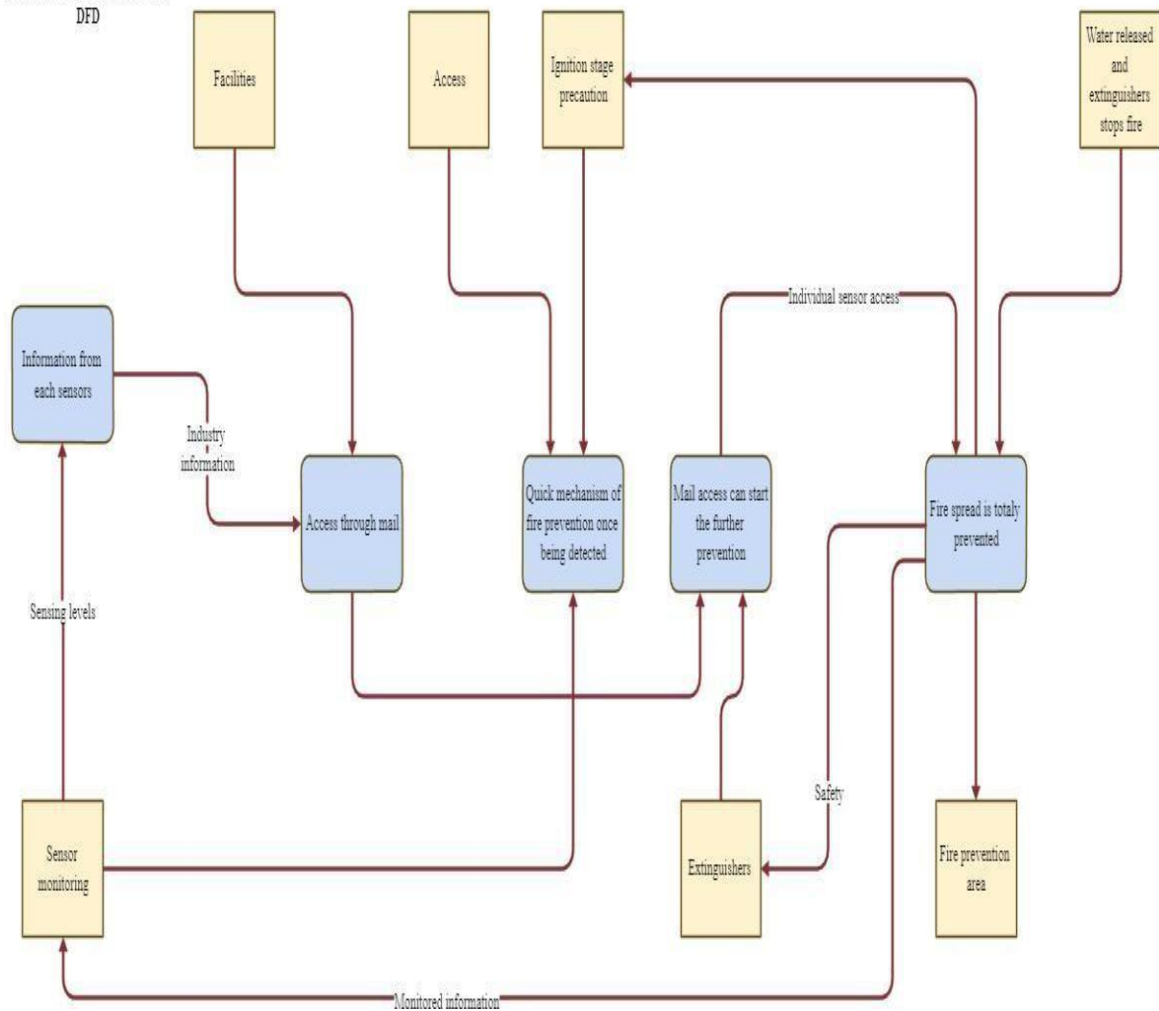 DFD
Facilities
Access
Ignition stage
precaution
Water released
and
extinguishers
stops fire
Individual sensor access
Information from
each sensors
Industry
information
Access through mail
Quick mechanism of
fire prevention once
being detected
Mail access can start
the further
prevention
Fire spread is totaly
prevented
Sensing levels
Safety
Sensor
monitoring
Extinguishers
Fire prevention
area
Monitored information